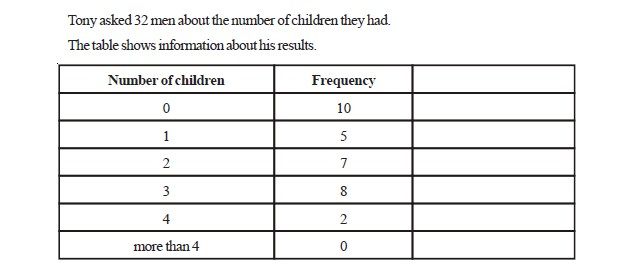 Tony asked 32 men about the number of children they had.
The table shows information about his results.
Number of children Frequency
0 10
1 5
2 7
3 8
4 2
more than 4 0